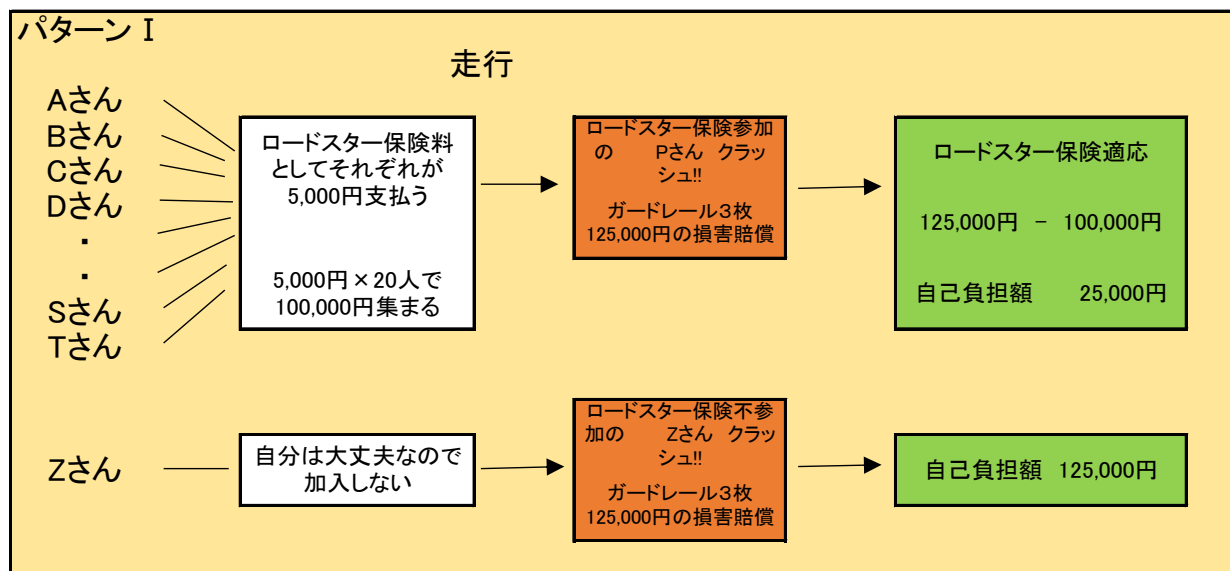 パターンⅠ
走行
Aさん
Bさん
Cさん
Dさん
・
・
Sさん
Tさん
ロードスター保険料
としてそれぞれが
5,000円支払う
5,000円×20人で
100,000円集まる
ロードスター保険参加
の　　Pさん　クラッ
シュ!!
ガードレール３枚
125,000円の損害賠償
ロードスター保険適応
125,000円　－　100,000円
自己負担額　　25,000円
Zさん
自分は大丈夫なので
加入しない
ロードスター保険不参
加の　　Zさん　クラッ
シュ!!
ガードレール３枚
125,000円の損害賠償
自己負担額　125,000円